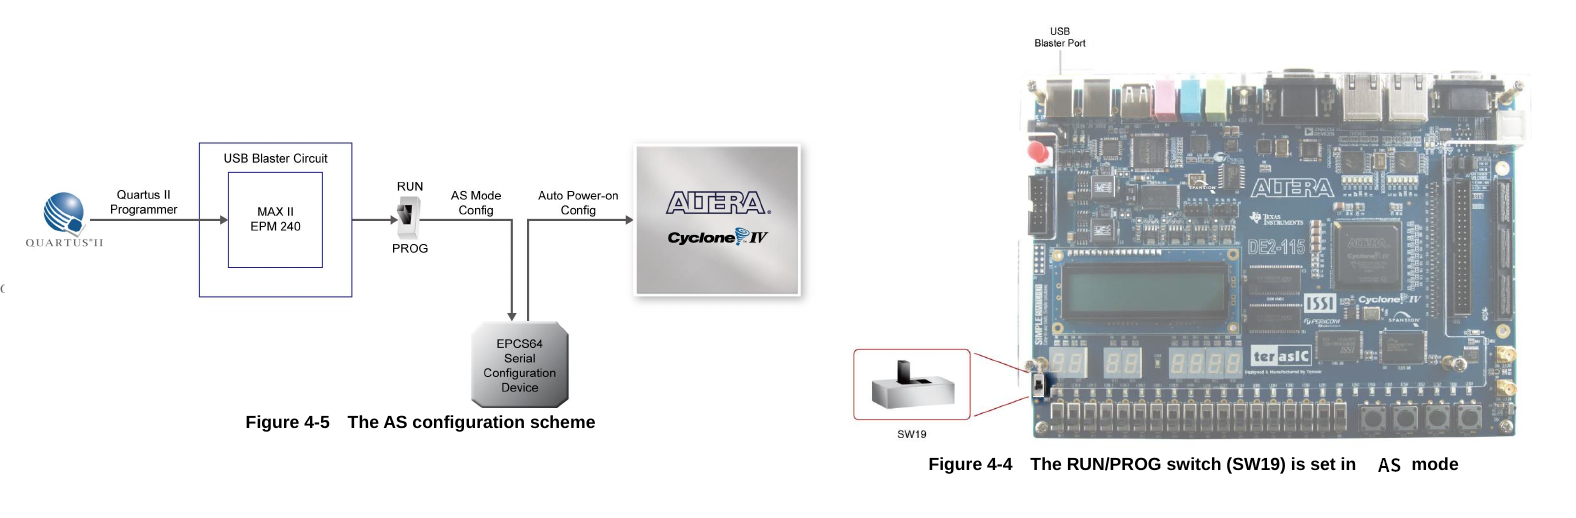 USB Blaster Circuit
MAX II
EPM 240
QUARTUS®II
Quartus II
Programmer
RUN
PROG
AS Mode
Config
Auto Power-on
Config
ALTERA®
Cyclone IV
EPCS64
Serial
Configuration
Device
Figure 4-5 The AS configuration scheme
USB
Blaster Port
ALTERA
TEXAS
INSTRUMENTS
DE2-115
ISSI
Cyclone IV
SPANSION
terasIC
SW19
Figure 4-4 The RUN/PROG switch (SW19) is set in AS mode